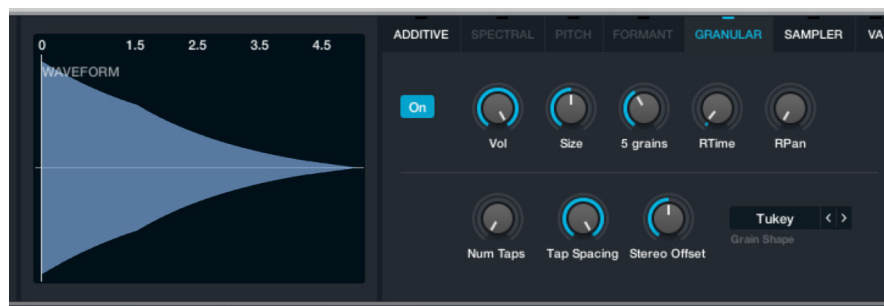 0 1.5 2.5 3.5 4.5
WAVEFORM
ADDITIVE SPECTRAL PITCH FORMANT GRANULAR SAMPLER VA
On
Vol Size 5 grains RTime RPan
Num Taps Tap Spacing Stereo Offset
Tukey < >
Grain Shape